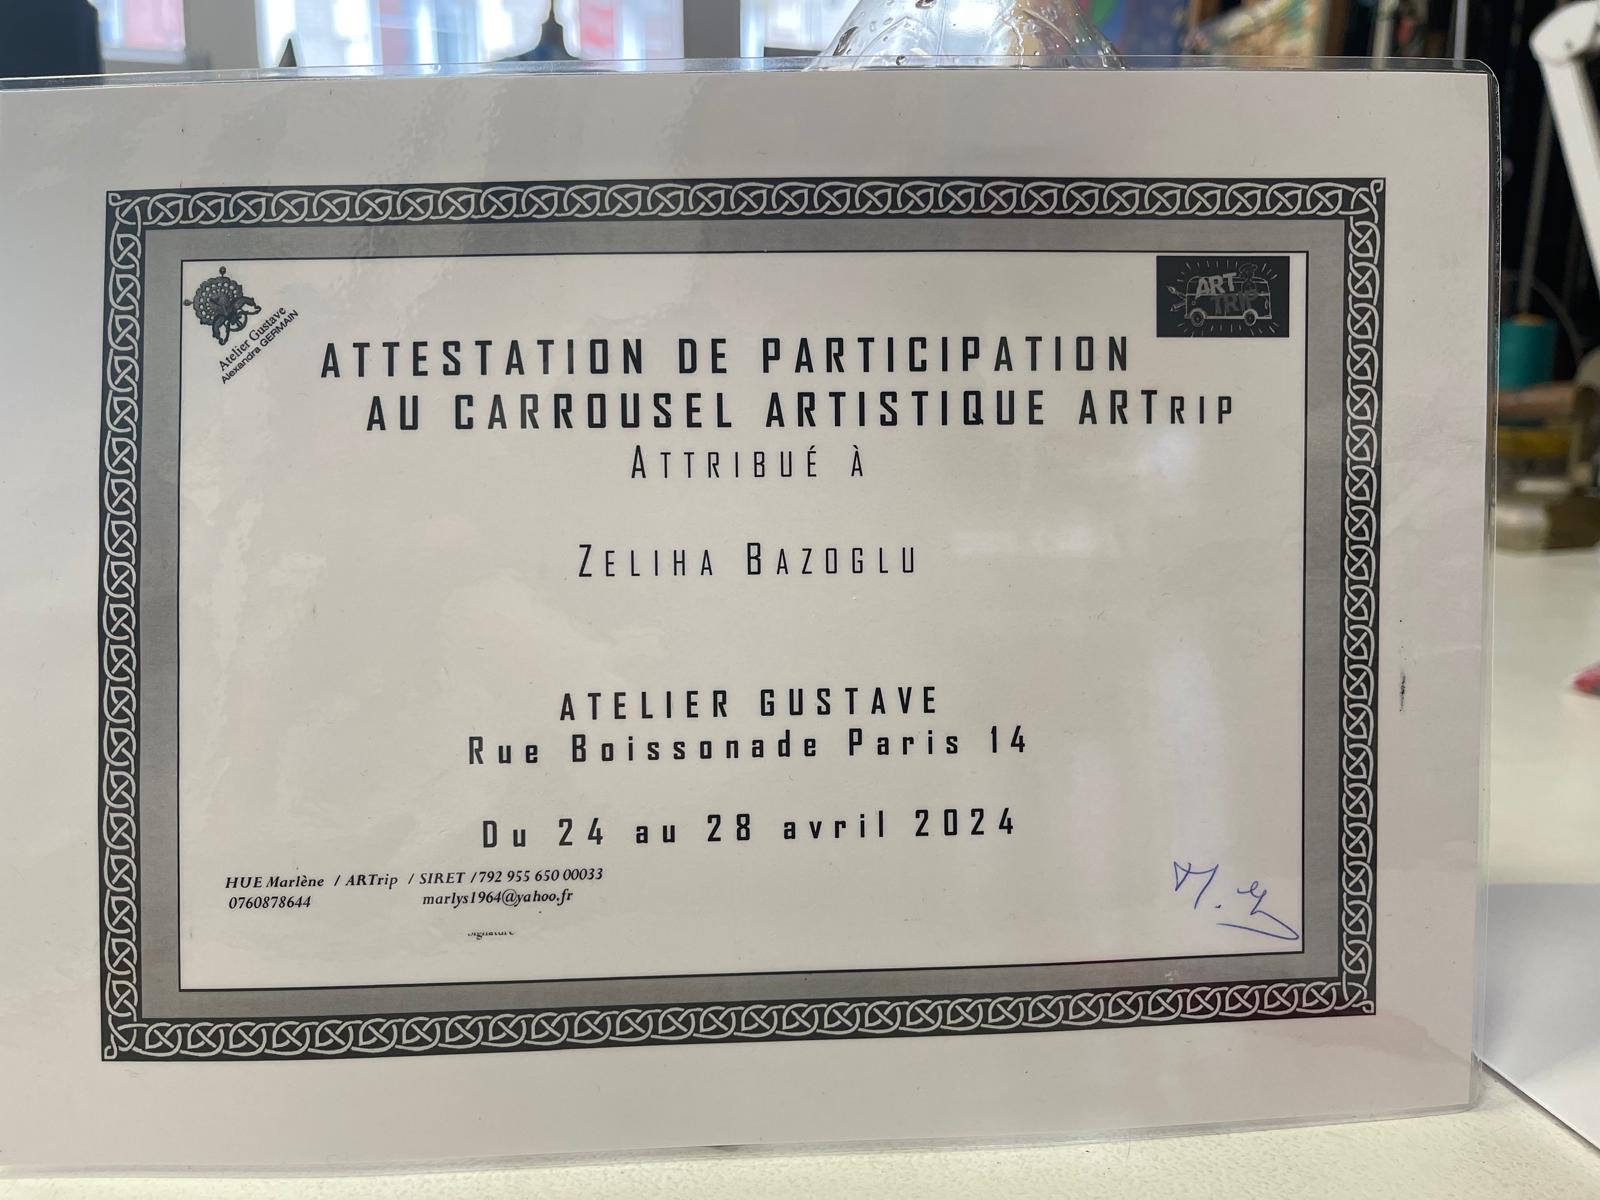 Atelier Gustave
Alexandra GERMAIN
ART
TRIP
ATTESTATION DE PARTICIPATION
AU CARROUSEL ARTISTIQUE ARTRIP
ATTRIBUÉ À
ZELIHA BAZOGLU
ATELIER GUSTAVE
Rue Boissonade Paris 14
Du 24 au 28 avril 2024
HUE Marlène / ARTrip / SIRET /792 955 650 00033
0760878644 marlys1964@yahoo.fr
Signature